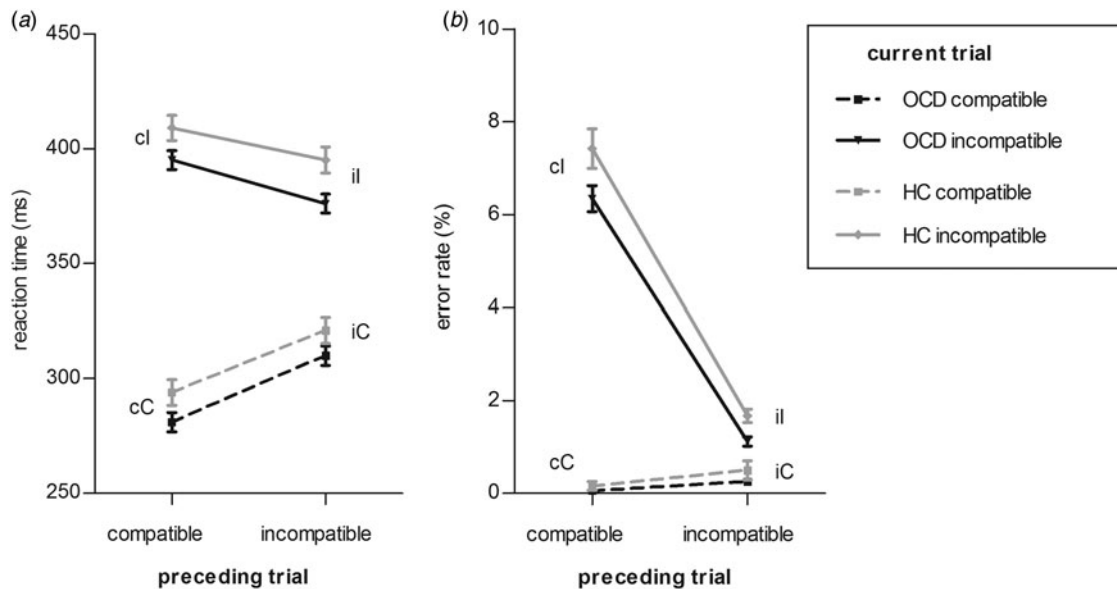 (a)
450
400
350
300
250
reaction time (ms)
cI
iI
iC
cC
compatible
incompatible
preceding trial
(b)
10
8
6
4
2
0
error rate (%)
cI
iI
cC
iC
compatible
incompatible
preceding trial
current trial
OCD compatible
OCD incompatible
HC compatible
HC incompatible